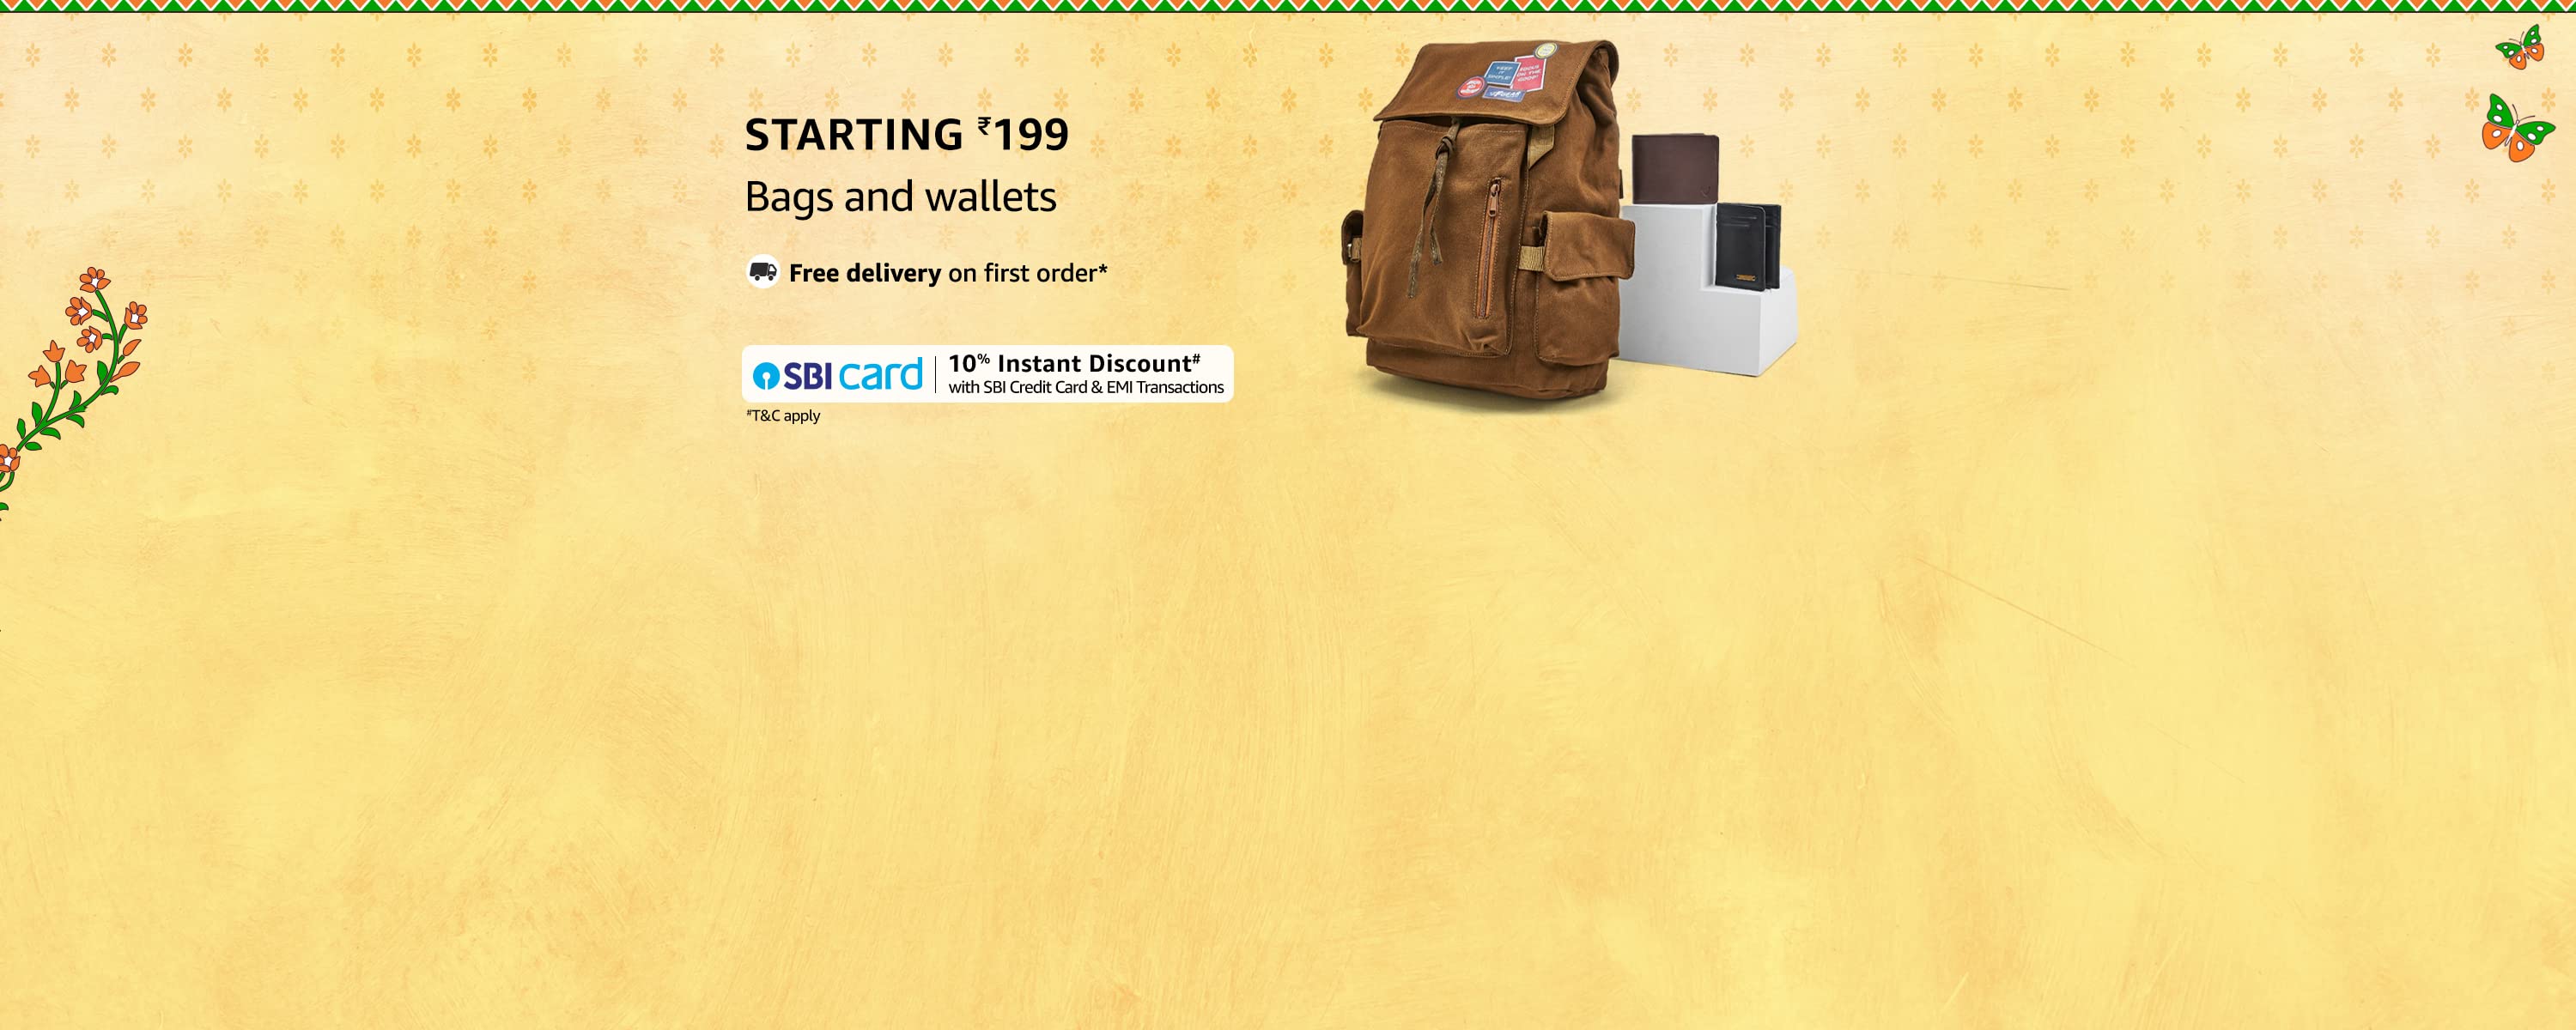 STARTING ₹199
Bags and wallets
Free delivery on first order*
SBI card
10% Instant Discount#
with SBI Credit Card & EMI Transactions
#T&C apply